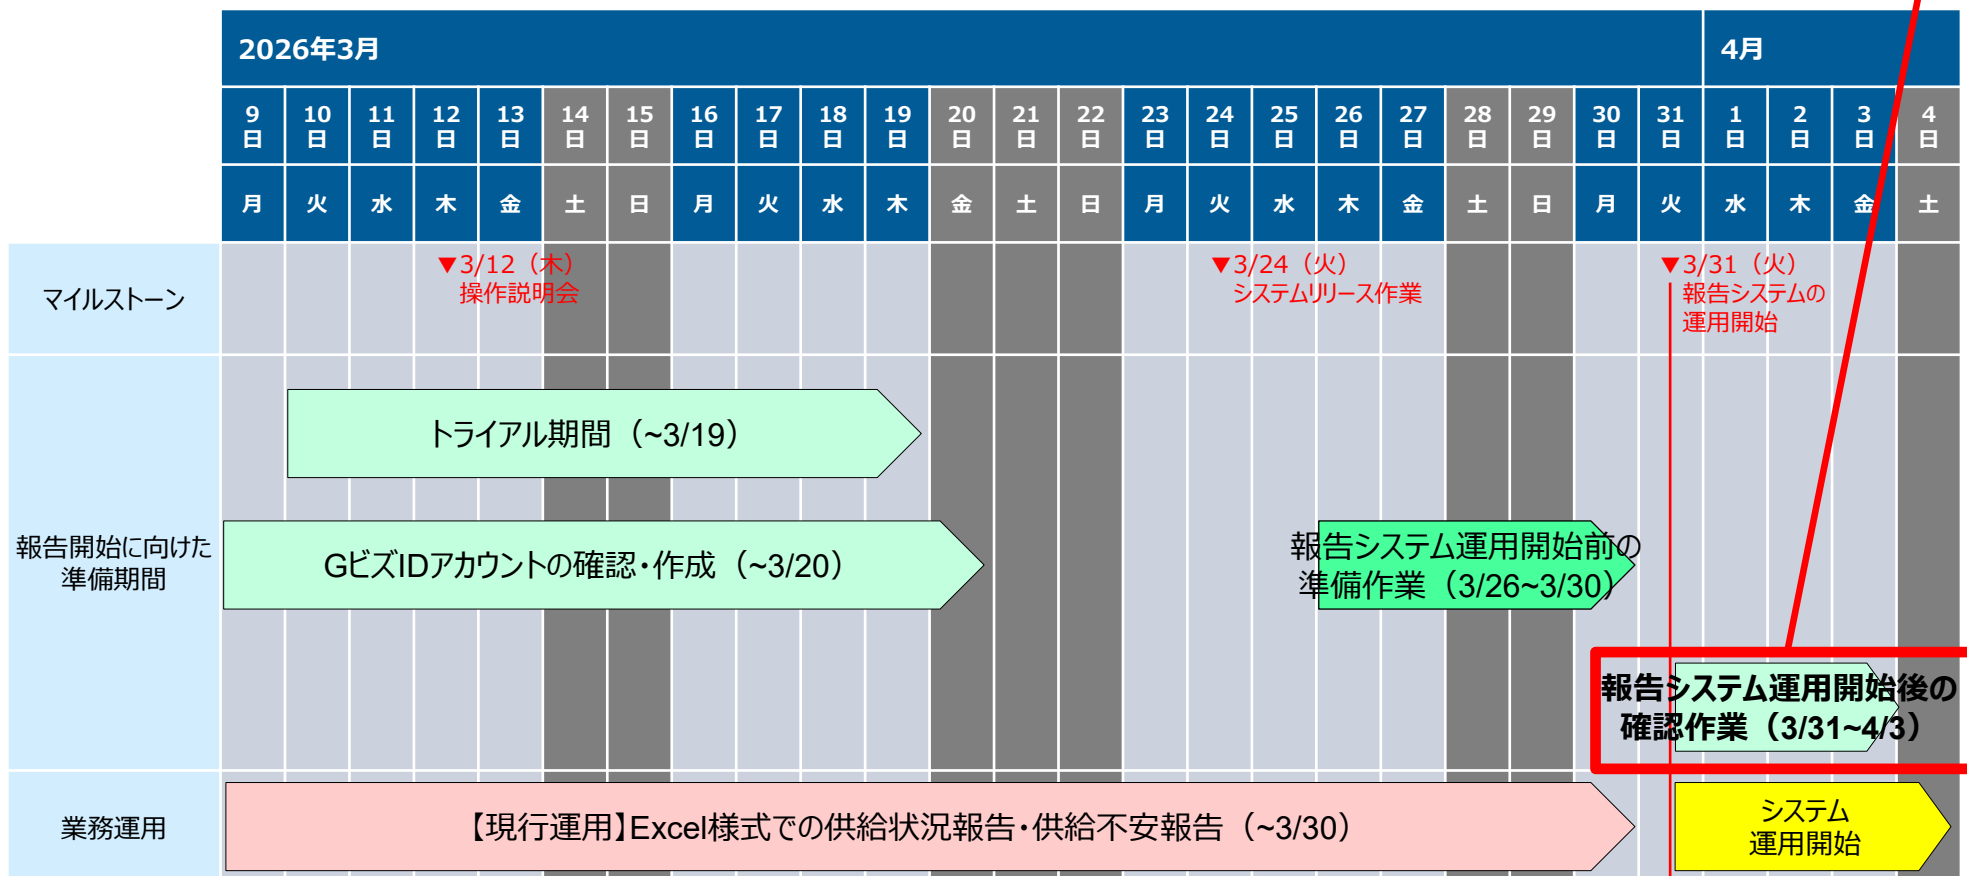 2026年3月
4月
9日 10日 11日 12日 13日 14日 15日 16日 17日 18日 19日 20日 21日 22日 23日 24日 25日 26日 27日 28日 29日 30日 31日 1日 2日 3日 4日
月 火 水 木 金 土 日 月 火 水 木 金 土 日 月 火 水 木 金 土 日 月 火 水 木 金 土
マイルストーン
▼3/12（木）
操作説明会
▼3/24（火）
システムリリース作業
▼3/31（火）
報告システムの
運用開始
報告開始に向けた
準備期間
トライアル期間（~3/19）
GビズIDアカウントの確認・作成（~3/20）
報告システム運用開始前の
準備作業（3/26~3/30）
報告システム運用開始後の
確認作業（3/31~4/3）
業務運用
【現行運用】Excel様式での供給状況報告・供給不安報告（~3/30）
システム
運用開始